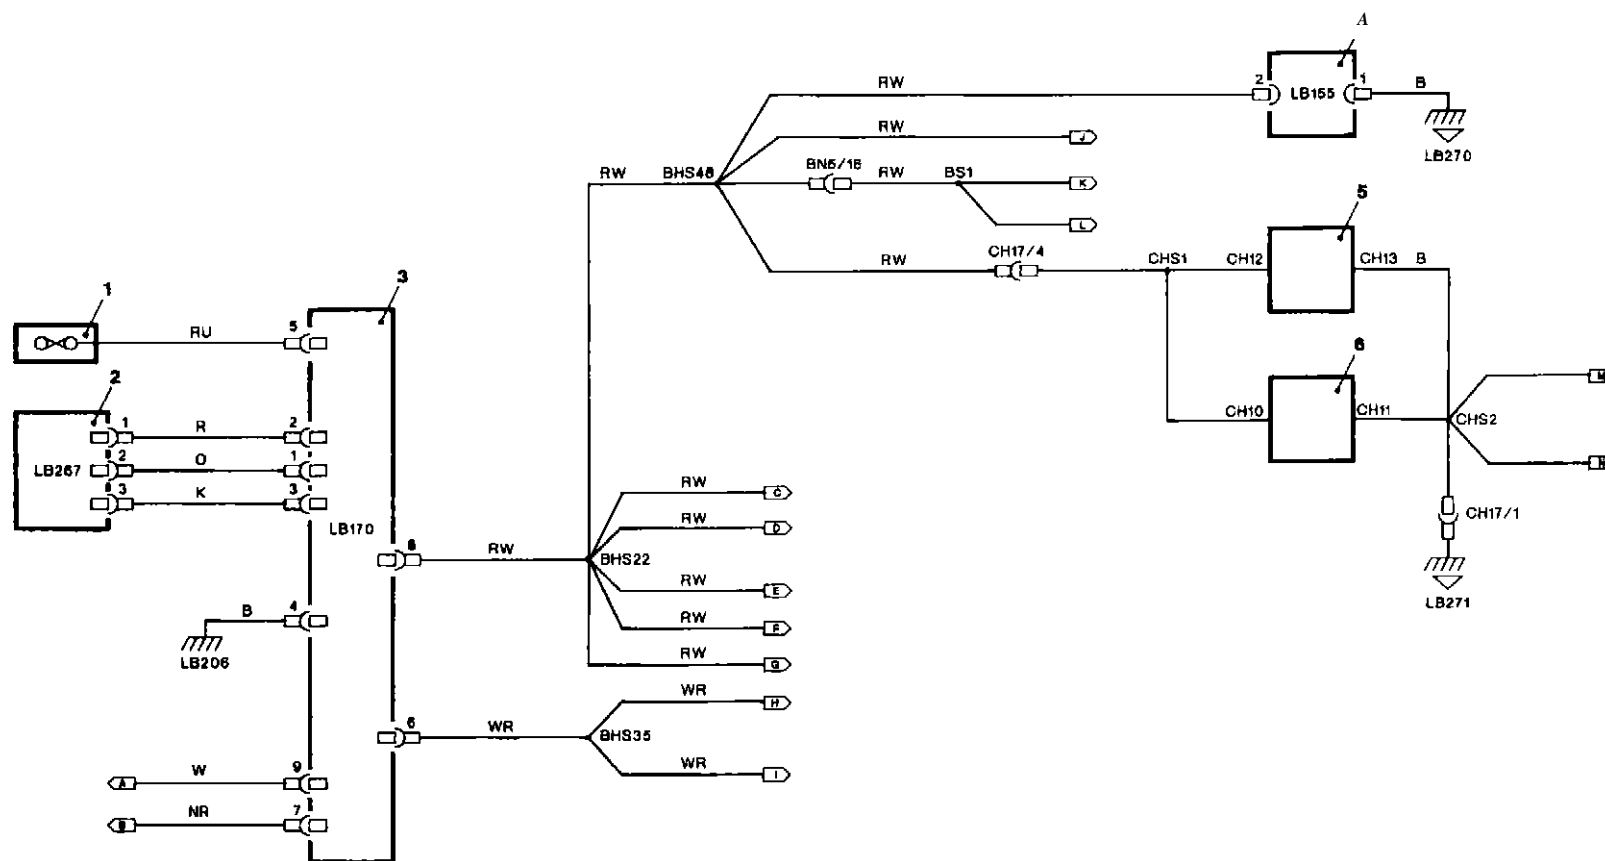 A
RW
2
LB155
1
B
LB270
RW
J
RW
BHS46
BN6/16
RW
BS1
K
L
5
RW
CH17/4
CHS1
CH12
CH13
B
1
3
RU
5
6
2
CH10
CH11
CHS2
M
1
R
2
LB267
2
O
1
3
K
3
RW
C
RW
D
CH17/1
LB170
RW
8
BHS22
RW
E
LB271
B
4
RW
F
LB206
RW
G
WR
H
6
WR
BHS35
WR
I
A
W
9
B
NR
7